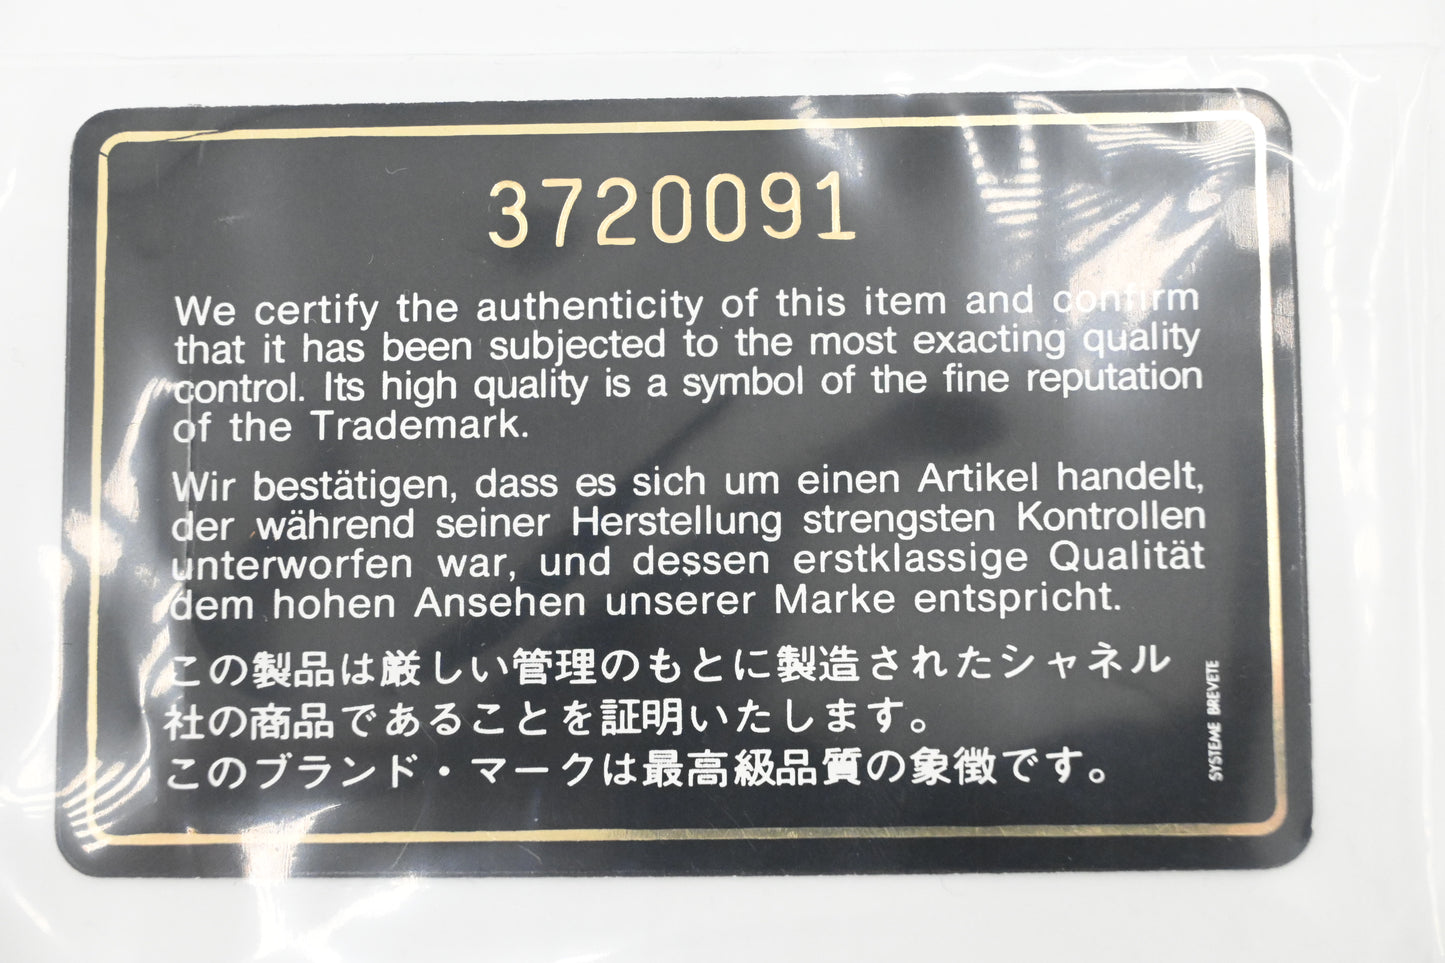 3720091
We certify the authenticity of this item and confirm
that it has been subjected to the most exacting quality
control. Its high quality is a symbol of the fine reputation
of the Trademark.
Wir bestätigen, dass es sich um einen Artikel handelt,
der während seiner Herstellung strengsten Kontrollen
unterworfen war, und dessen erstklassige Qualität
dem hohen Ansehen unserer Marke entspricht.
この製品は厳しい管理のもとに製造されたシャネル
社の商品であることを証明いたします。
このブランド・マークは最高級品質の象徴です。
SYSTEME BREVETE